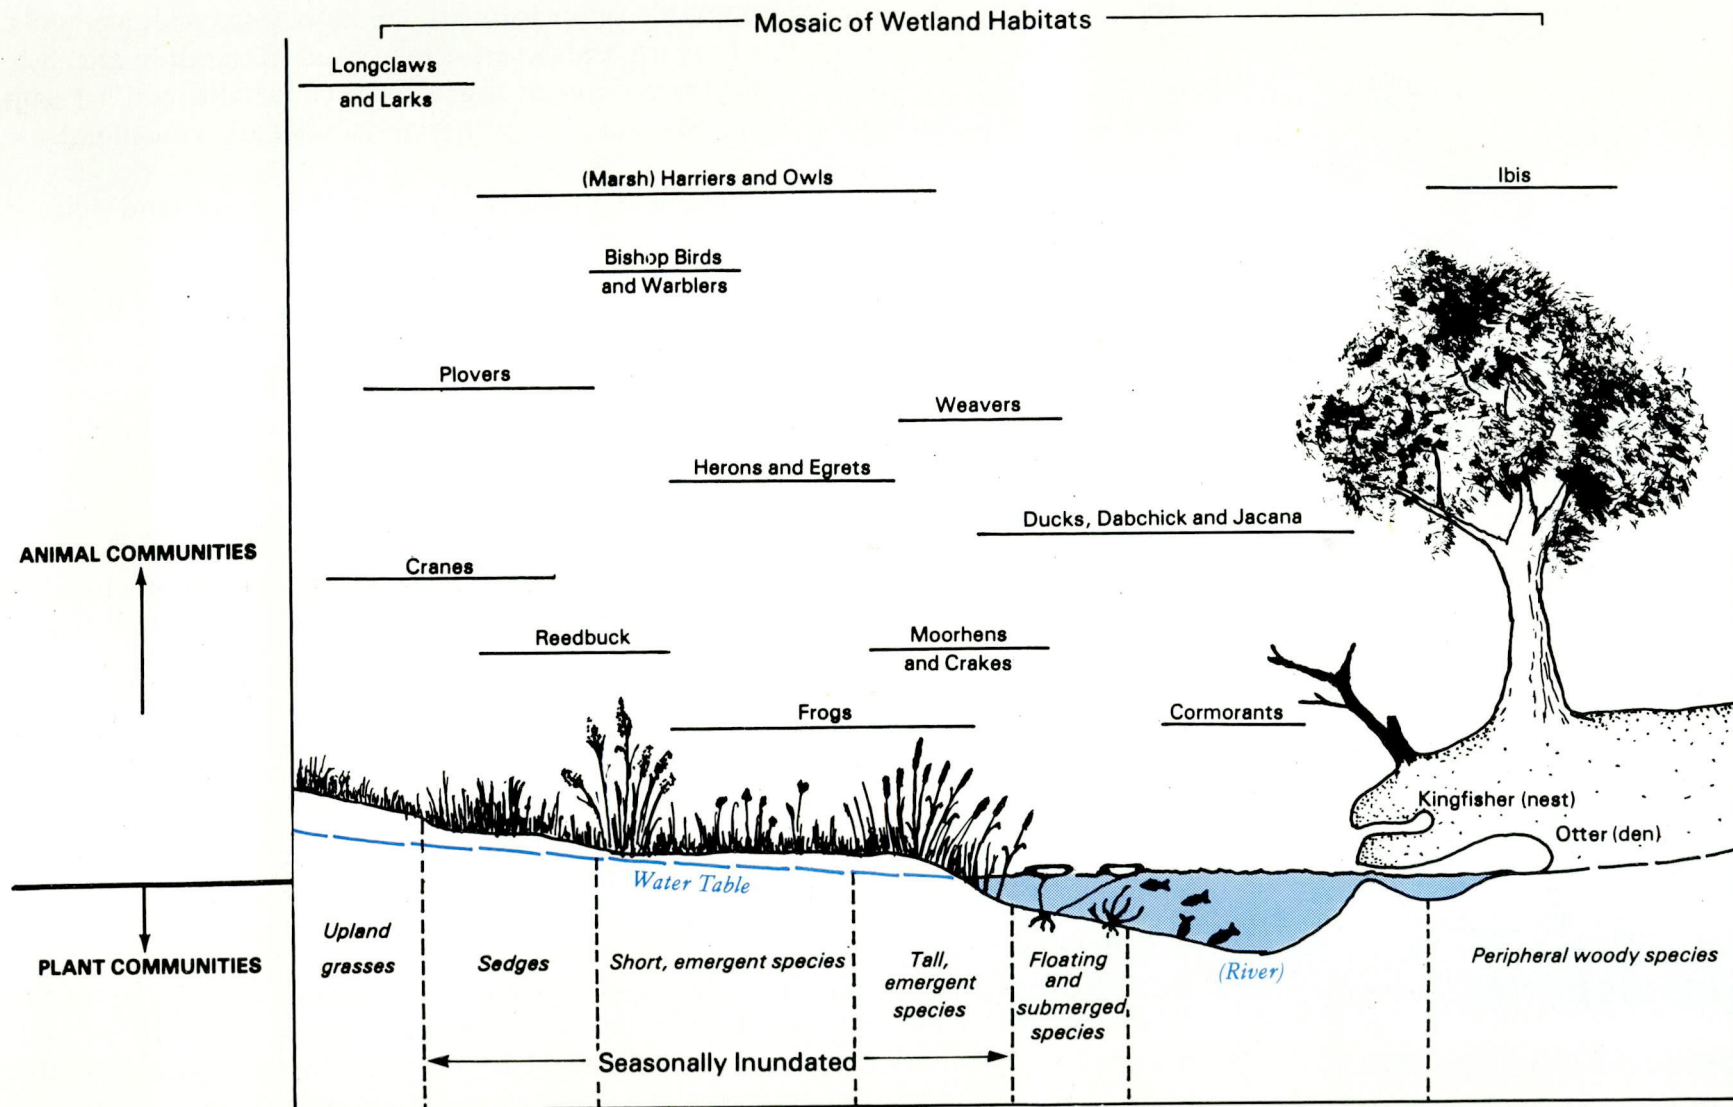 Mosaic of Wetland Habitats
Longclaws
and Larks
(Marsh) Harriers and Owls
Ibis
Bishop Birds
and Warblers
Plovers
Weavers
Herons and Egrets
Ducks, Dabchick and Jacana
ANIMAL COMMUNITIES
Cranes
Reedbuck
Moorhens
and Crakes
Frogs
Cormorants
Kingfisher (nest)
Otter (den)
Water Table
PLANT COMMUNITIES
Upland
grasses
Sedges
Short, emergent species
Tall,
emergent
species
Floating
and
submerged
species
(River)
Peripheral woody species
Seasonally Inundated